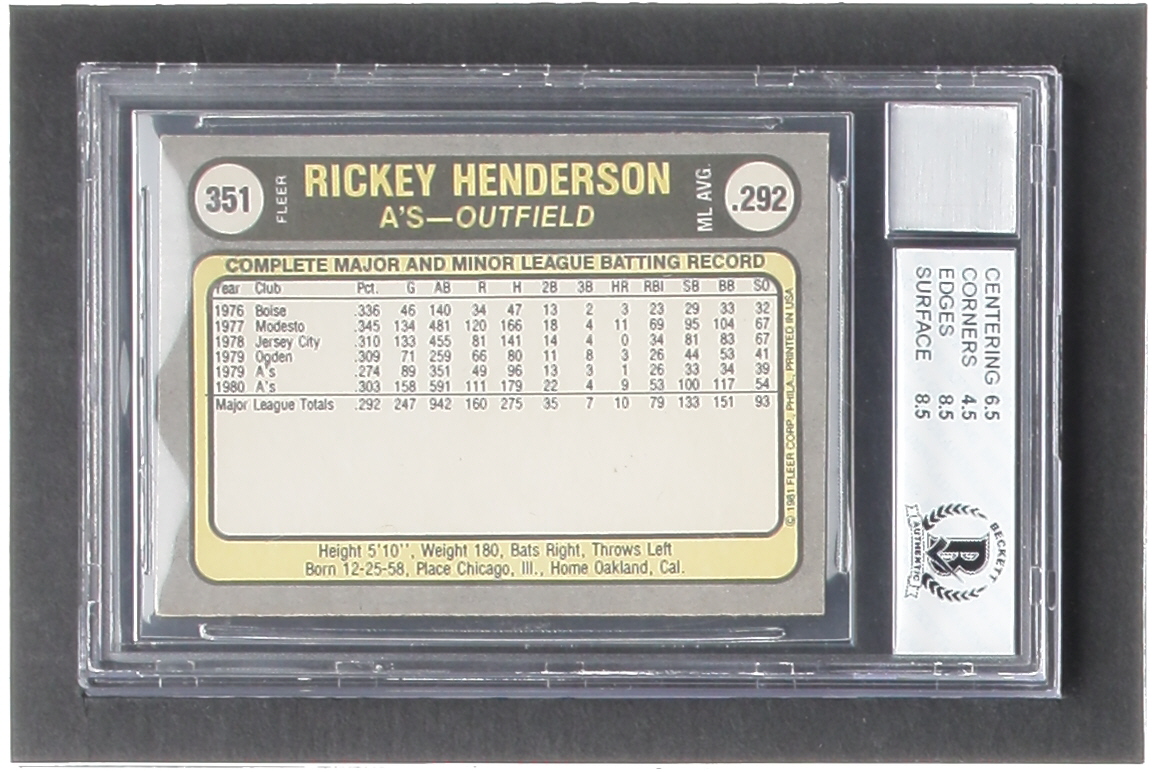 351 FLEER RICKEY HENDERSON ML AVG. .292
A'S—OUTFIELD
COMPLETE MAJOR AND MINOR LEAGUE BATTING RECORD
Year Club Pct. G AB R H 2B 3B HR RBI SB BB SO
1976 Boise .336 46 140 34 47 13 2 3 23 29 33 32
1977 Modesto .345 134 481 120 166 18 4 11 69 95 104 67
1978 Jersey City .310 133 455 81 141 14 4 0 34 81 83 67
1979 Ogden .309 71 259 66 80 11 8 3 26 44 53 41
1979 A's .274 89 351 49 96 13 3 1 26 33 34 39
1980 A's .303 158 591 111 179 22 4 9 53 100 117 54
Major League Totals .292 247 942 160 275 35 7 10 79 133 151 93
© 1981 FLEER CORP., PHILA., PRINTED IN USA
Height 5'10'', Weight 180, Bats Right, Throws Left
Born 12-25-58, Place Chicago, Ill., Home Oakland, Cal.
CENTERING 6.5
CORNERS 4.5
EDGES 8.5
SURFACE 8.5
BECKETT
B
AUTHENTIC